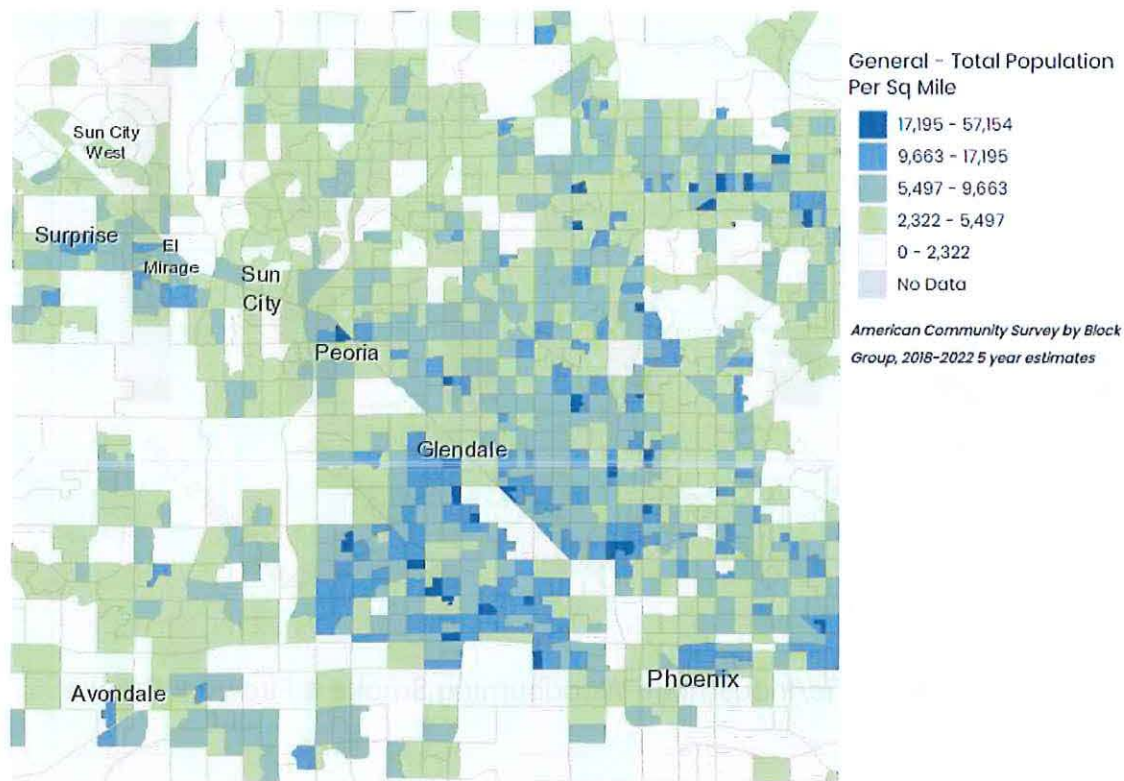 General - Total Population
Per Sq Mile
17,195 - 57,154
9,663 - 17,195
5,497 - 9,663
2,322 - 5,497
0 - 2,322
No Data
American Community Survey by Block
Group, 2018-2022 5 year estimates
Sun City
West
Surprise
El
Mirage
Sun
City
Peoria
Glendale
Avondale
Phoenix